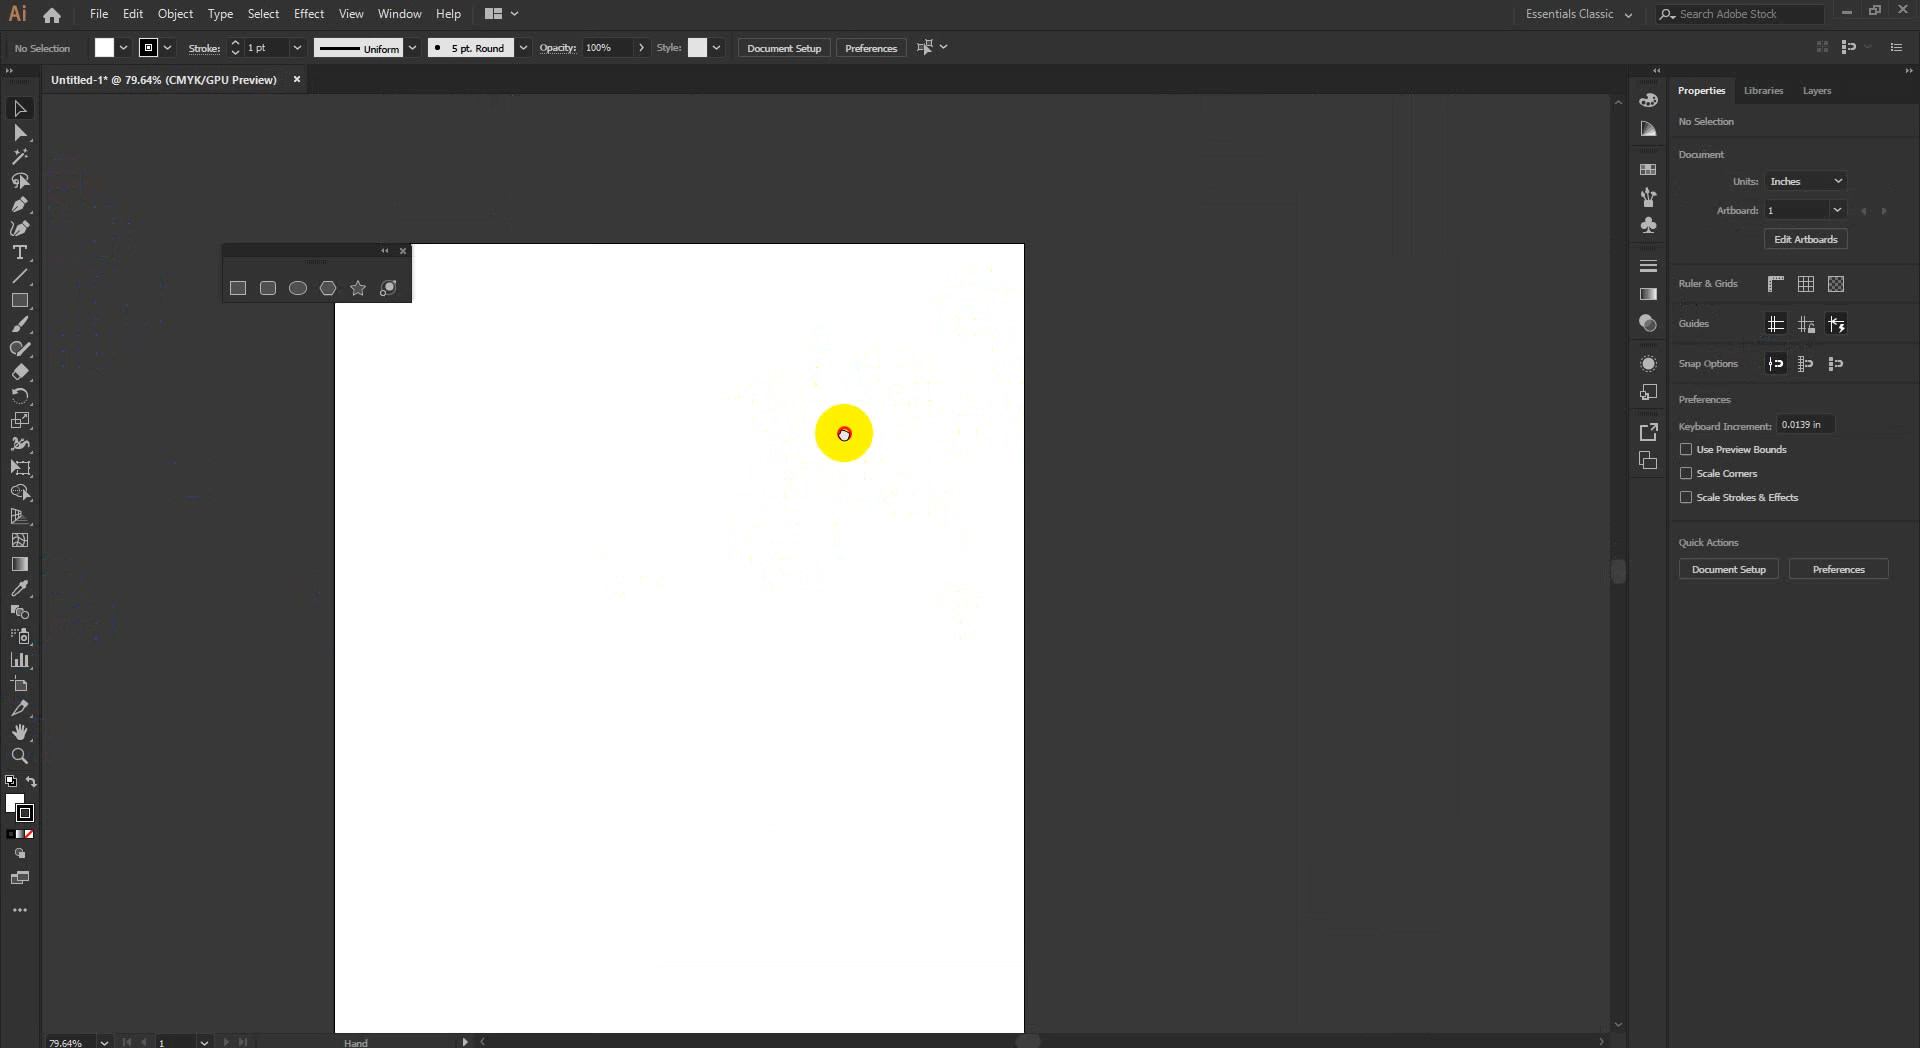 Ai File Edit Object Type Select Effect View Window Help Essentials Classic Search Adobe Stock
No Selection Stroke: 1 pt Uniform 5 pt. Round Opacity: 100% Style: Document Setup Preferences
Untitled-1* @ 79.64% (CMYK/GPU Preview)
Properties Libraries Layers
No Selection
Document
Units: Inches
Artboard: 1
Edit Artboards
Ruler & Grids
Guides
Snap Options
Preferences
Keyboard Increment: 0.0139 in
Use Preview Bounds
Scale Corners
Scale Strokes & Effects
Quick Actions
Document Setup Preferences
79.64% 1 Hand